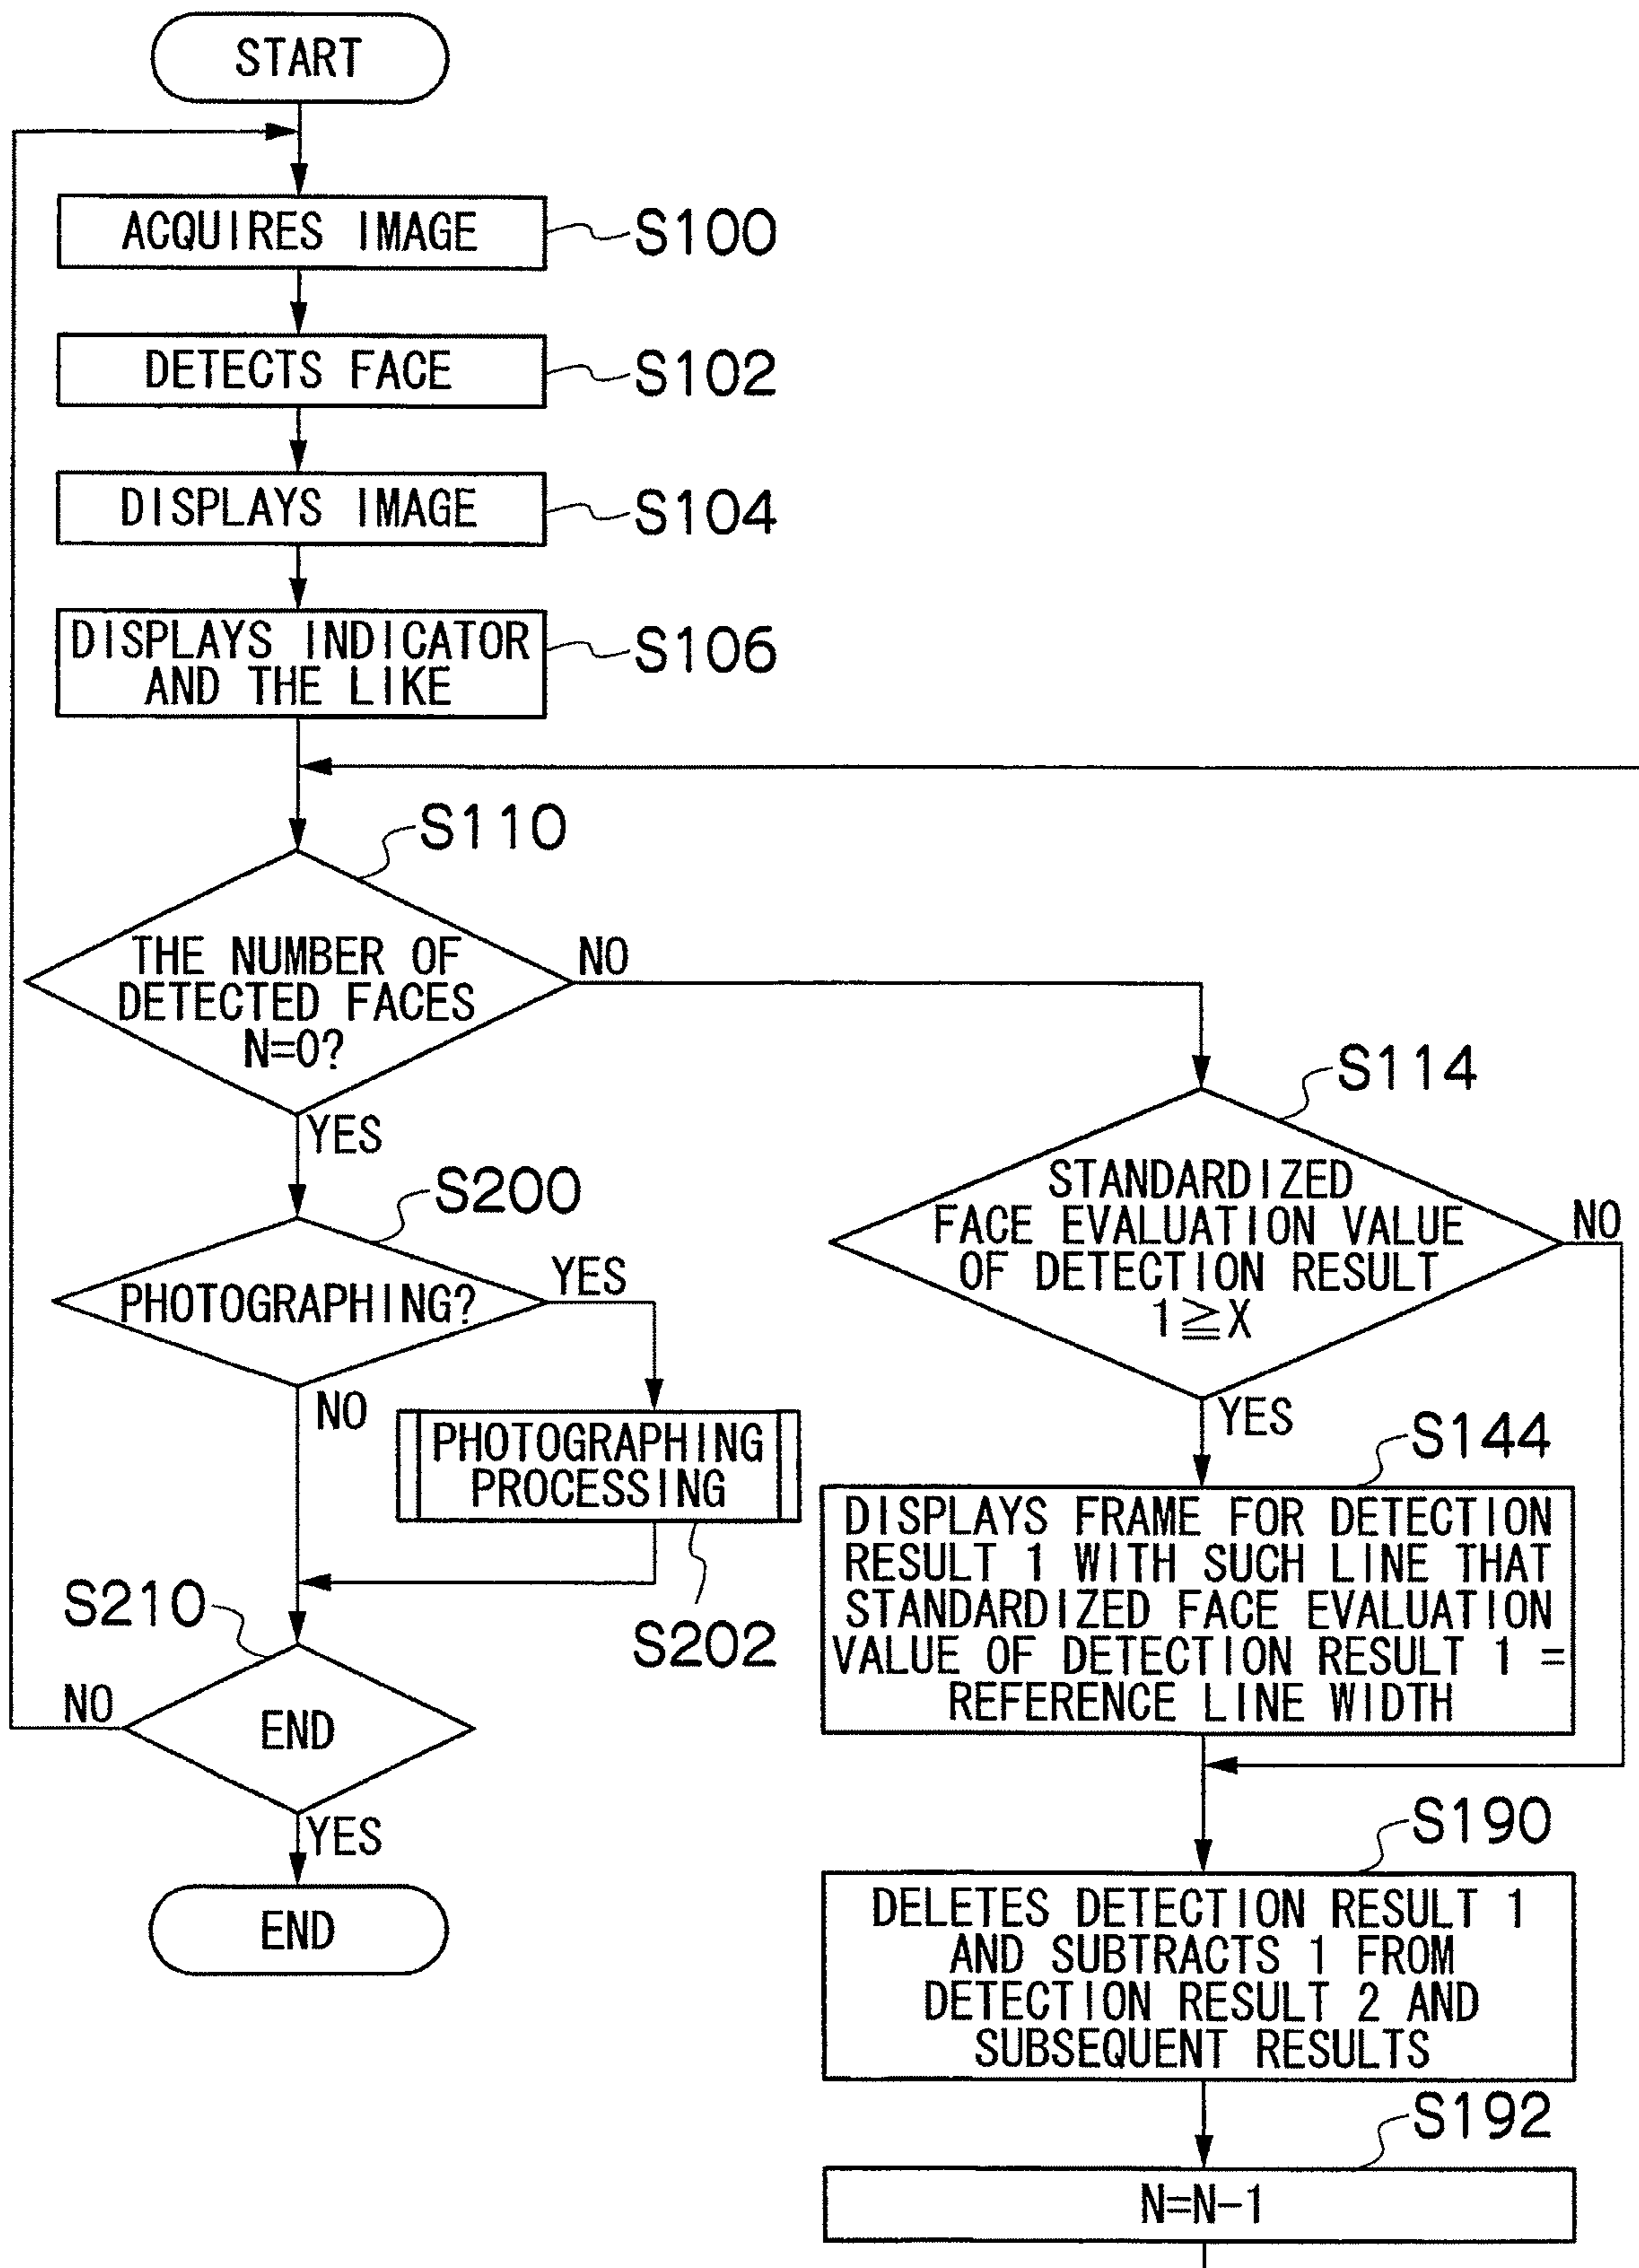 START
ACQUIRES IMAGE
S100
DETECTS FACE
S102
DISPLAYS IMAGE
S104
DISPLAYS INDICATOR
AND THE LIKE
S106
S110
THE NUMBER OF
DETECTED FACES
N=0?
NO
YES
S114
STANDARDIZED
FACE EVALUATION VALUE
OF DETECTION RESULT
1≧X
NO
YES
S200
PHOTOGRAPHING?
YES
NO
PHOTOGRAPHING
PROCESSING
S202
S144
DISPLAYS FRAME FOR DETECTION
RESULT 1 WITH SUCH LINE THAT
STANDARDIZED FACE EVALUATION
VALUE OF DETECTION RESULT 1 =
REFERENCE LINE WIDTH
S210
END
NO
YES
END
S190
DELETES DETECTION RESULT 1
AND SUBTRACTS 1 FROM
DETECTION RESULT 2 AND
SUBSEQUENT RESULTS
S192
N=N-1